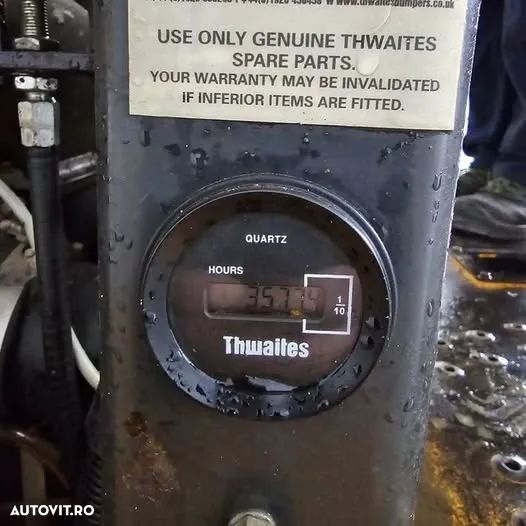 USE ONLY GENUINE THWAITES
SPARE PARTS.
YOUR WARRANTY MAY BE INVALIDATED
IF INFERIOR ITEMS ARE FITTED.
QUARTZ
HOURS
1
10
Thwaites
AUTOVIT.RO